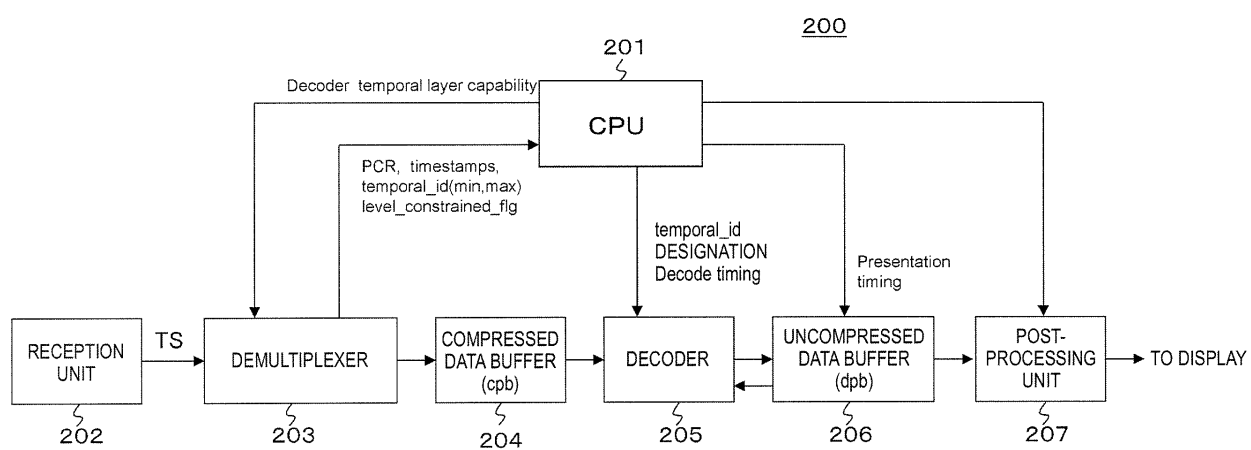 200
201
Decoder temporal layer capability
CPU
PCR, timestamps,
temporal_id(min,max)
level_constrained_flg
temporal_id
DESIGNATION
Decode timing
Presentation
timing
RECEPTION
UNIT
TS
DEMULTIPLEXER
COMPRESSED
DATA BUFFER
(cpb)
DECODER
UNCOMPRESSED
DATA BUFFER
(dpb)
POST-
PROCESSING
UNIT
TO DISPLAY
202
203
204
205
206
207